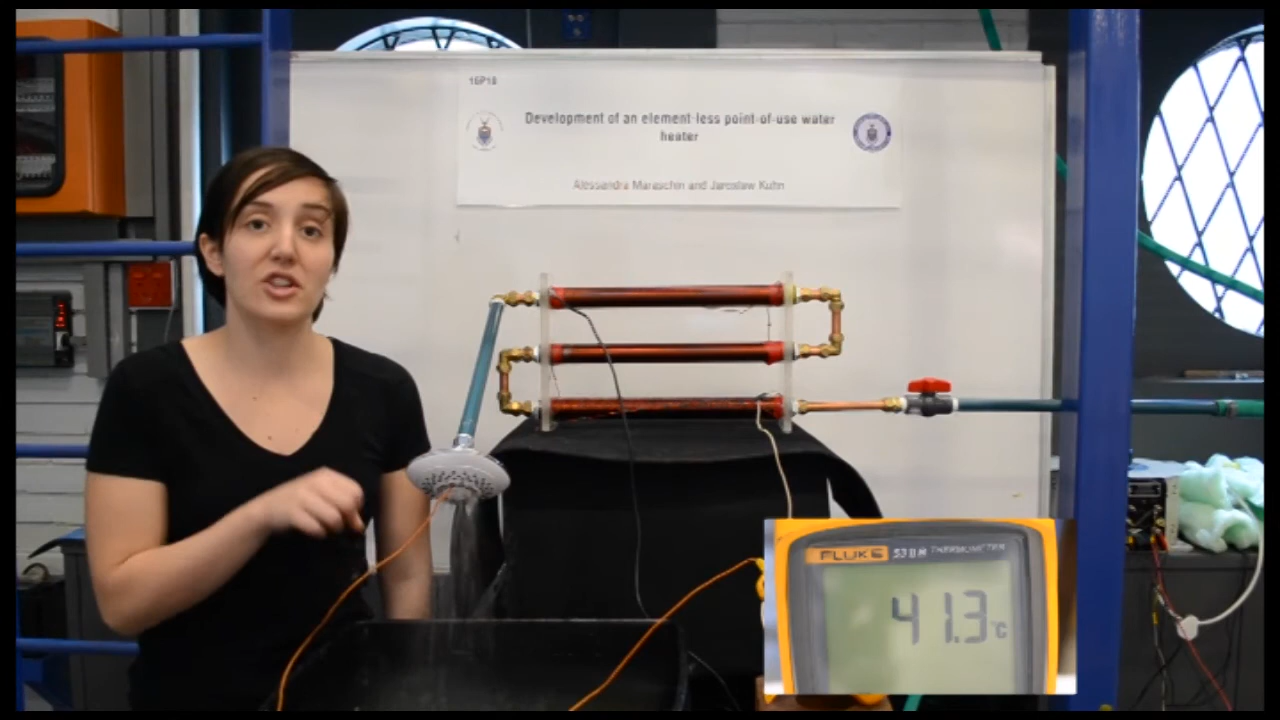 16P18
Development of an element-less point-of-use water
heater
Alessandra Maraschin and Jaroslaw Kuhn
FLUKE 53 II B THERMOMETER
41.3 °C